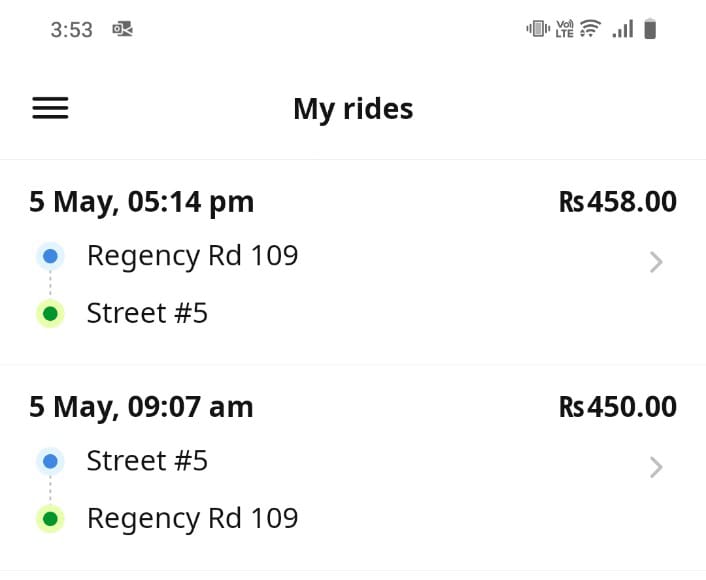 3:53
Vo) LTE
My rides
5 May, 05:14 pm Rs458.00
Regency Rd 109
Street #5
5 May, 09:07 am Rs450.00
Street #5
Regency Rd 109